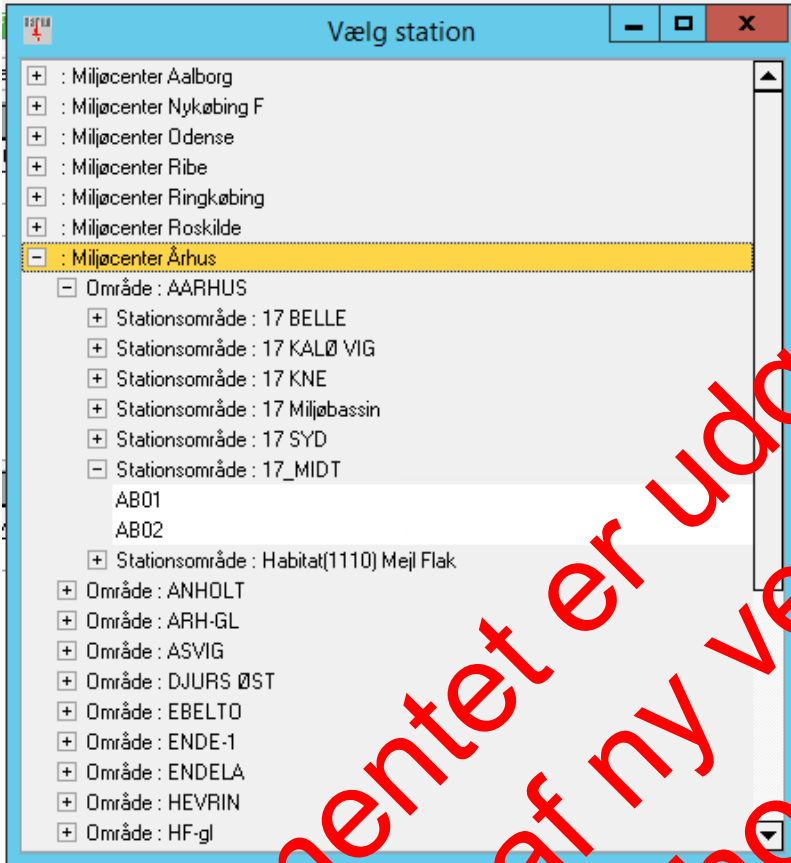 Vælg station
: Miljøcenter Aalborg
: Miljøcenter Nykøbing F
: Miljøcenter Odense
: Miljøcenter Ribe
: Miljøcenter Ringkøbing
: Miljøcenter Roskilde
: Miljøcenter Århus
Område : AARHUS
Stationsområde : 17 BELLE
Stationsområde : 17 KALØ VIG
Stationsområde : 17 KNE
Stationsområde : 17 Miljøbassin
Stationsområde : 17 SYD
Stationsområde : 17_MIDT
AB01
AB02
Stationsområde : Habitat(1110) Mejl Flak
Område : ANHOLT
Område : ARH-GL
Område : ASVIG
Område : DJURS ØST
Område : EBELTO
Område : ENDE-1
Område : ENDELA
Område : HEVRIN
Område : HF-gl
er
af ny